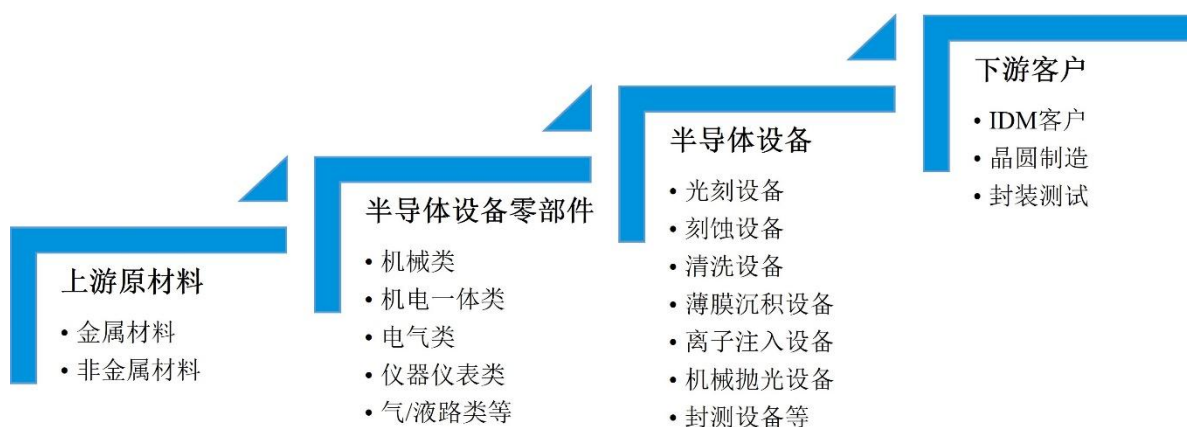 上游原材料
• 金属材料
• 非金属材料
半导体设备零部件
• 机械类
• 机电一体类
• 电气类
• 仪器仪表类
• 气/液路类等
半导体设备
• 光刻设备
• 刻蚀设备
• 清洗设备
• 薄膜沉积设备
• 离子注入设备
• 机械抛光设备
• 封测设备等
下游客户
• IDM客户
• 晶圆制造
• 封装测试